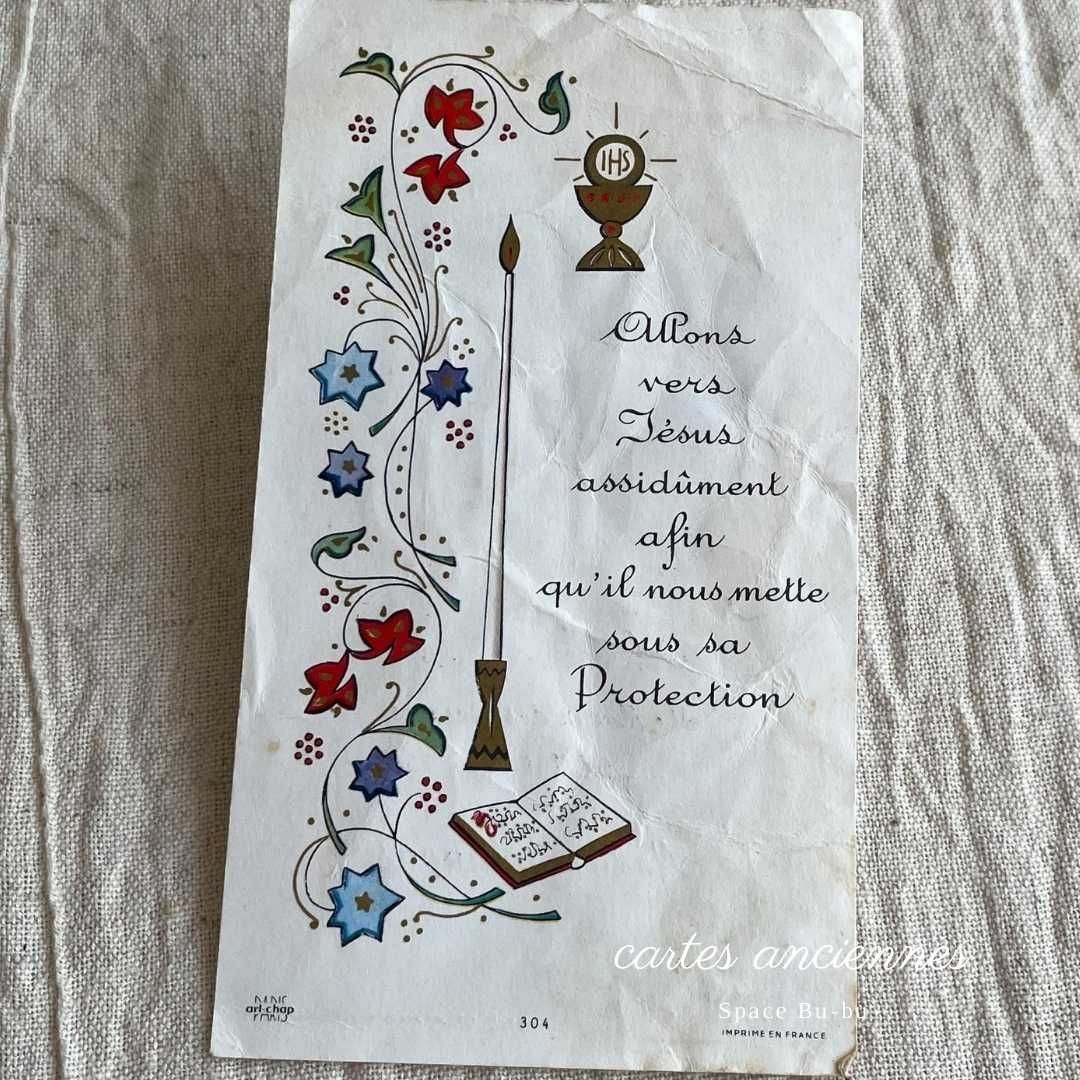 IHS
Allons
vers
Jésus
assidûment
afin
qu'il nous mette
sous sa
Protection
cartes anciennes
Space Bu-bu
PARIS
art-chap
304
IMPRIME EN FRANCE